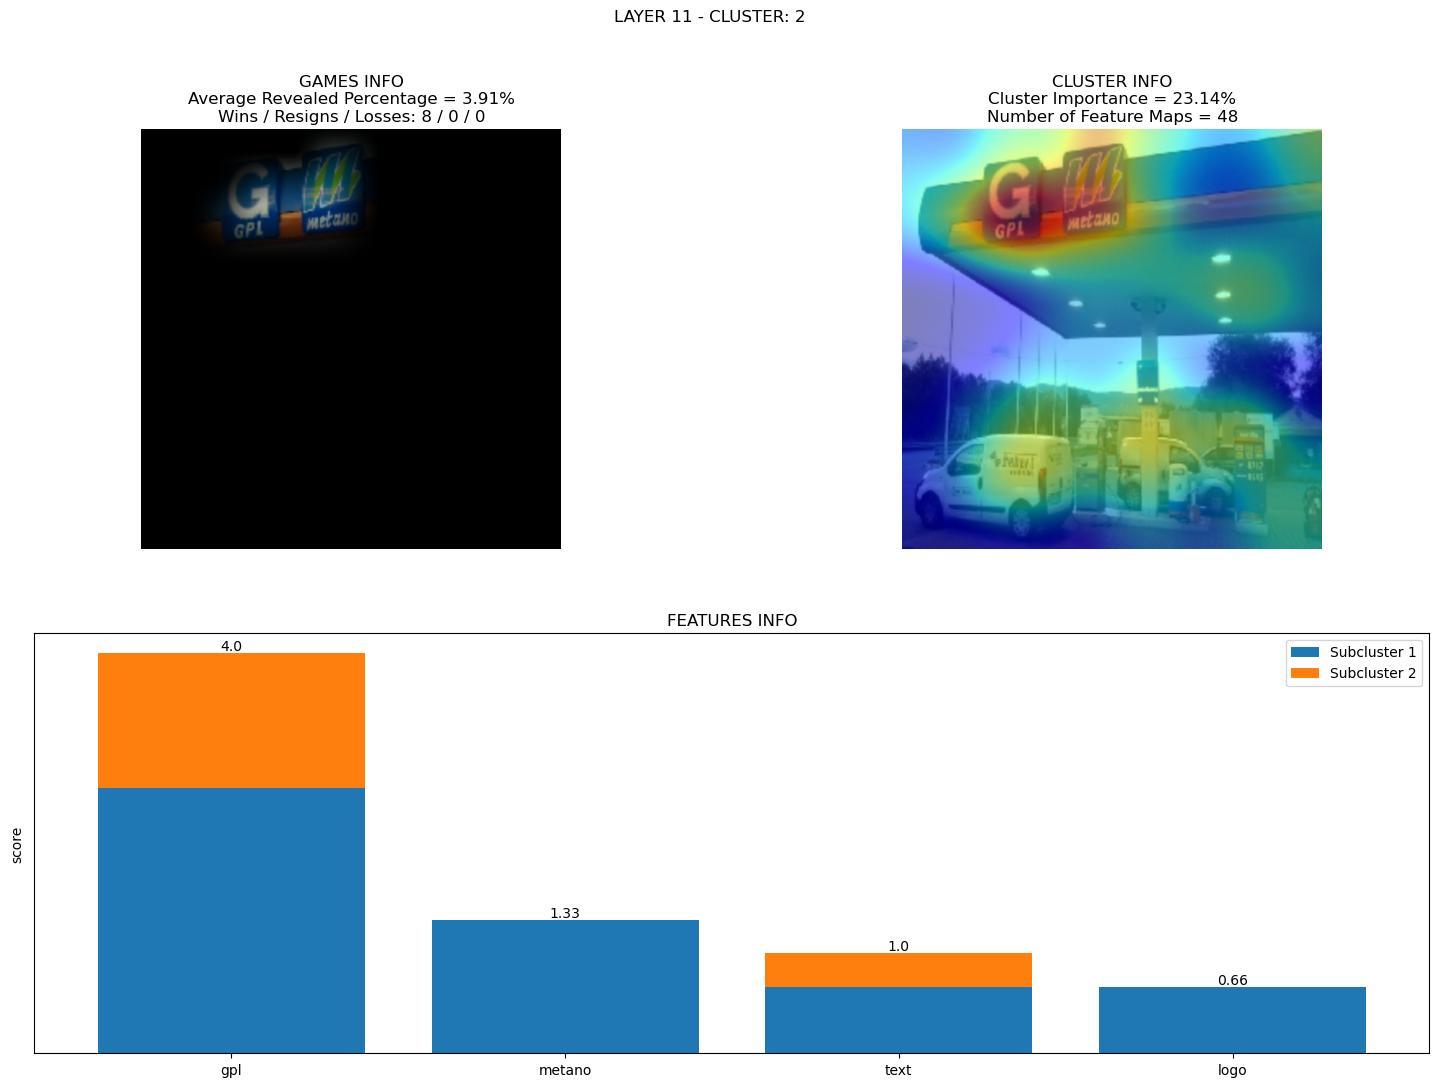 LAYER 11 - CLUSTER: 2
GAMES INFO
Average Revealed Percentage = 3.91%
Wins / Resigns / Losses: 8 / 0 / 0
G
GPL
metano
CLUSTER INFO
Cluster Importance = 23.14%
Number of Feature Maps = 48
G
GPL
metano
FEATURES INFO
score
4.0
1.33
1.0
0.66
Subcluster 1
Subcluster 2
gpl
metano
text
logo